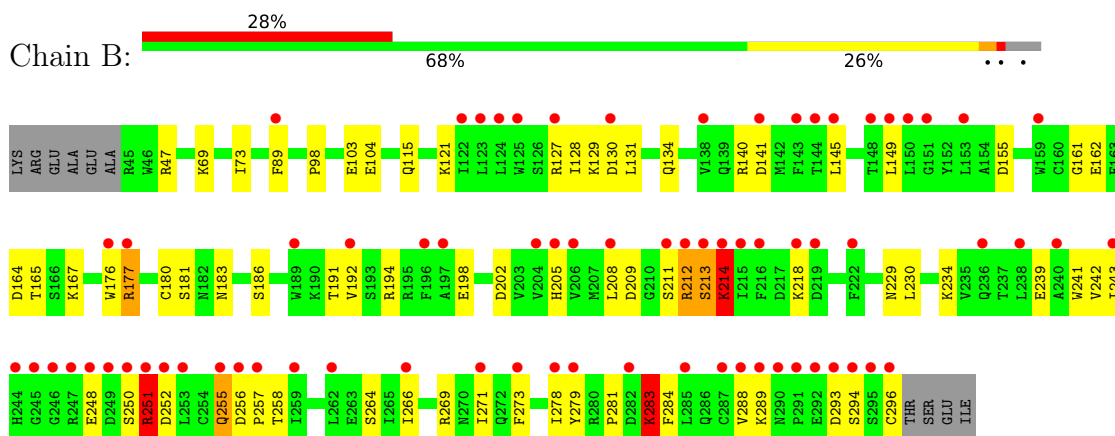 28%
Chain B:
68% 26% • • •
LYS ARG GLU ALA GLU ALA R45 W46 R47 K69 I73 F89 P98 E103 E104 Q115 K121 I122 L123 L124 W125 S126 R127 I128 K129 D130 L131 Q134 V138 Q139 R140 D141 M142 F143 T144 L145 T148 L149 L150 G151 Y152 L153 A154 D155 W159 C160 G161 E162
D164 T165 S166 K167 W176 R177 C180 S181 N182 N183 S186 W189 K190 T191 V192 S193 R194 R195 F196 A197 E198 D202 V203 V204 H205 V206 M207 L208 D209 G210 S211 R212 S213 K214 I215 F216 D217 K218 D219 F222 N229 L230 K234 V235 Q236 T237 L238 E239 A240 W241 V242
H244 G245 G246 R247 E248 D249 S250 R251 D252 L253 C254 Q255 D256 P257 T258 I259 L262 E263 S264 I265 I266 R269 N270 I271 Q272 F273 I278 Y279 R280 P281 D282 K283 F284 L285 Q286 C287 V288 K289 N290 P291 E292 D293 S294 S295 C296 THR SER GLU ILE